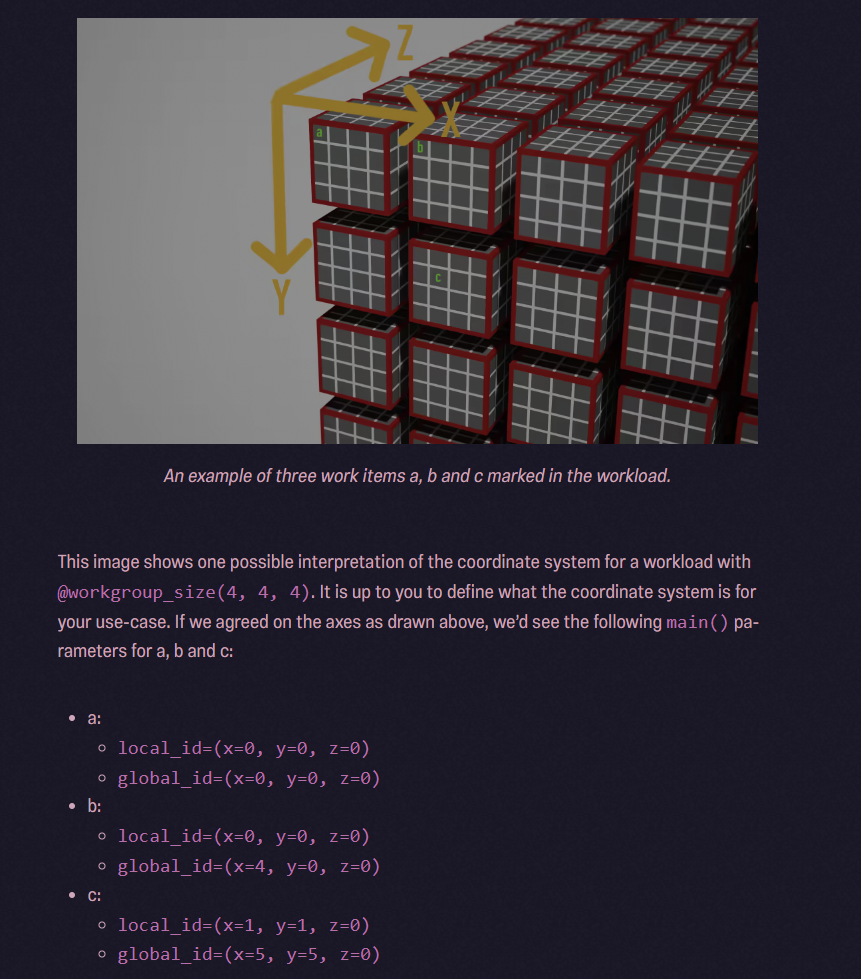 Z
X
a
b
c
Y
An example of three work items a, b and c marked in the workload.
This image shows one possible interpretation of the coordinate system for a workload with
@workgroup_size(4, 4, 4). It is up to you to define what the coordinate system is for
your use-case. If we agreed on the axes as drawn above, we’d see the following main() pa-
rameters for a, b and c:
• a:
◦ local_id=(x=0, y=0, z=0)
◦ global_id=(x=0, y=0, z=0)
• b:
◦ local_id=(x=0, y=0, z=0)
◦ global_id=(x=4, y=0, z=0)
• c:
◦ local_id=(x=1, y=1, z=0)
◦ global_id=(x=5, y=5, z=0)